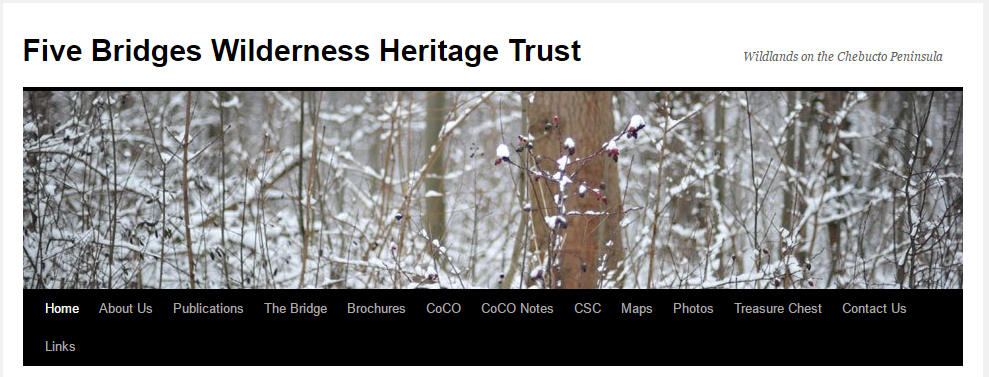 Five Bridges Wilderness Heritage Trust
Wildlands on the Chebucto Peninsula
Home About Us Publications The Bridge Brochures CoCO CoCO Notes CSC Maps Photos Treasure Chest Contact Us
Links